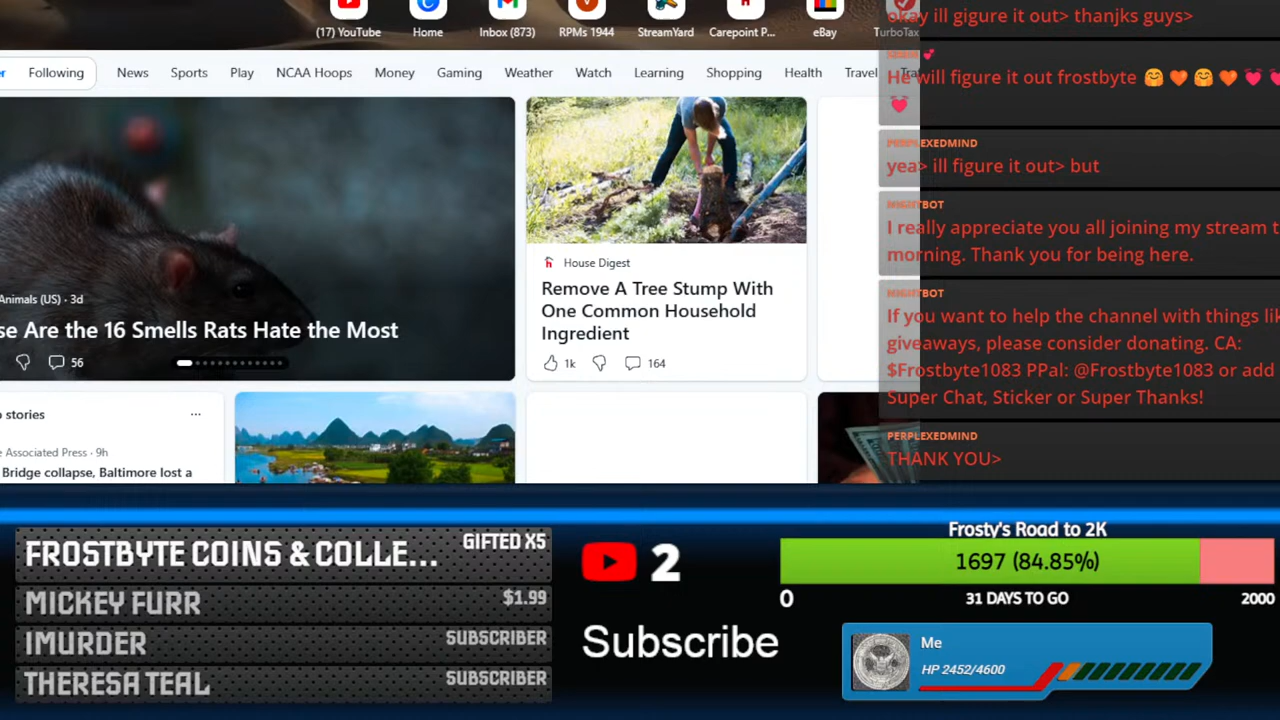 (17) YouTube
Home
Inbox (873)
RPMs 1944
StreamYard
Carepoint P...
eBay
TurboTax
Following
News
Sports
Play
NCAA Hoops
Money
Gaming
Weather
Watch
Learning
Shopping
Health
Travel
Animals (US) · 3d
se Are the 16 Smells Rats Hate the Most
56
House Digest
Remove A Tree Stump With
One Common Household
Ingredient
1k
164
stories
Associated Press · 9h
Bridge collapse, Baltimore lost a
okay ill gigure it out> thanjks guys>
He will figure it out frostbyte 🤗 🧡 🤗 🧡 💓 💓
💓
PERPLEXEDMIND
yea> ill figure it out> but
NIGHTBOT
I really appreciate you all joining my stream t
morning. Thank you for being here.
NIGHTBOT
If you want to help the channel with things lik
giveaways, please consider donating. CA:
$Frostbyte1083 PPal: @Frostbyte1083 or add
Super Chat, Sticker or Super Thanks!
PERPLEXEDMIND
THANK YOU>
FROSTBYTE COINS & COLLE...
GIFTED X5
MICKEY FURR
$1.99
IMURDER
SUBSCRIBER
THERESA TEAL
SUBSCRIBER
2
Subscribe
Frosty's Road to 2K
1697 (84.85%)
0
31 DAYS TO GO
2000
Me
HP 2452/4600